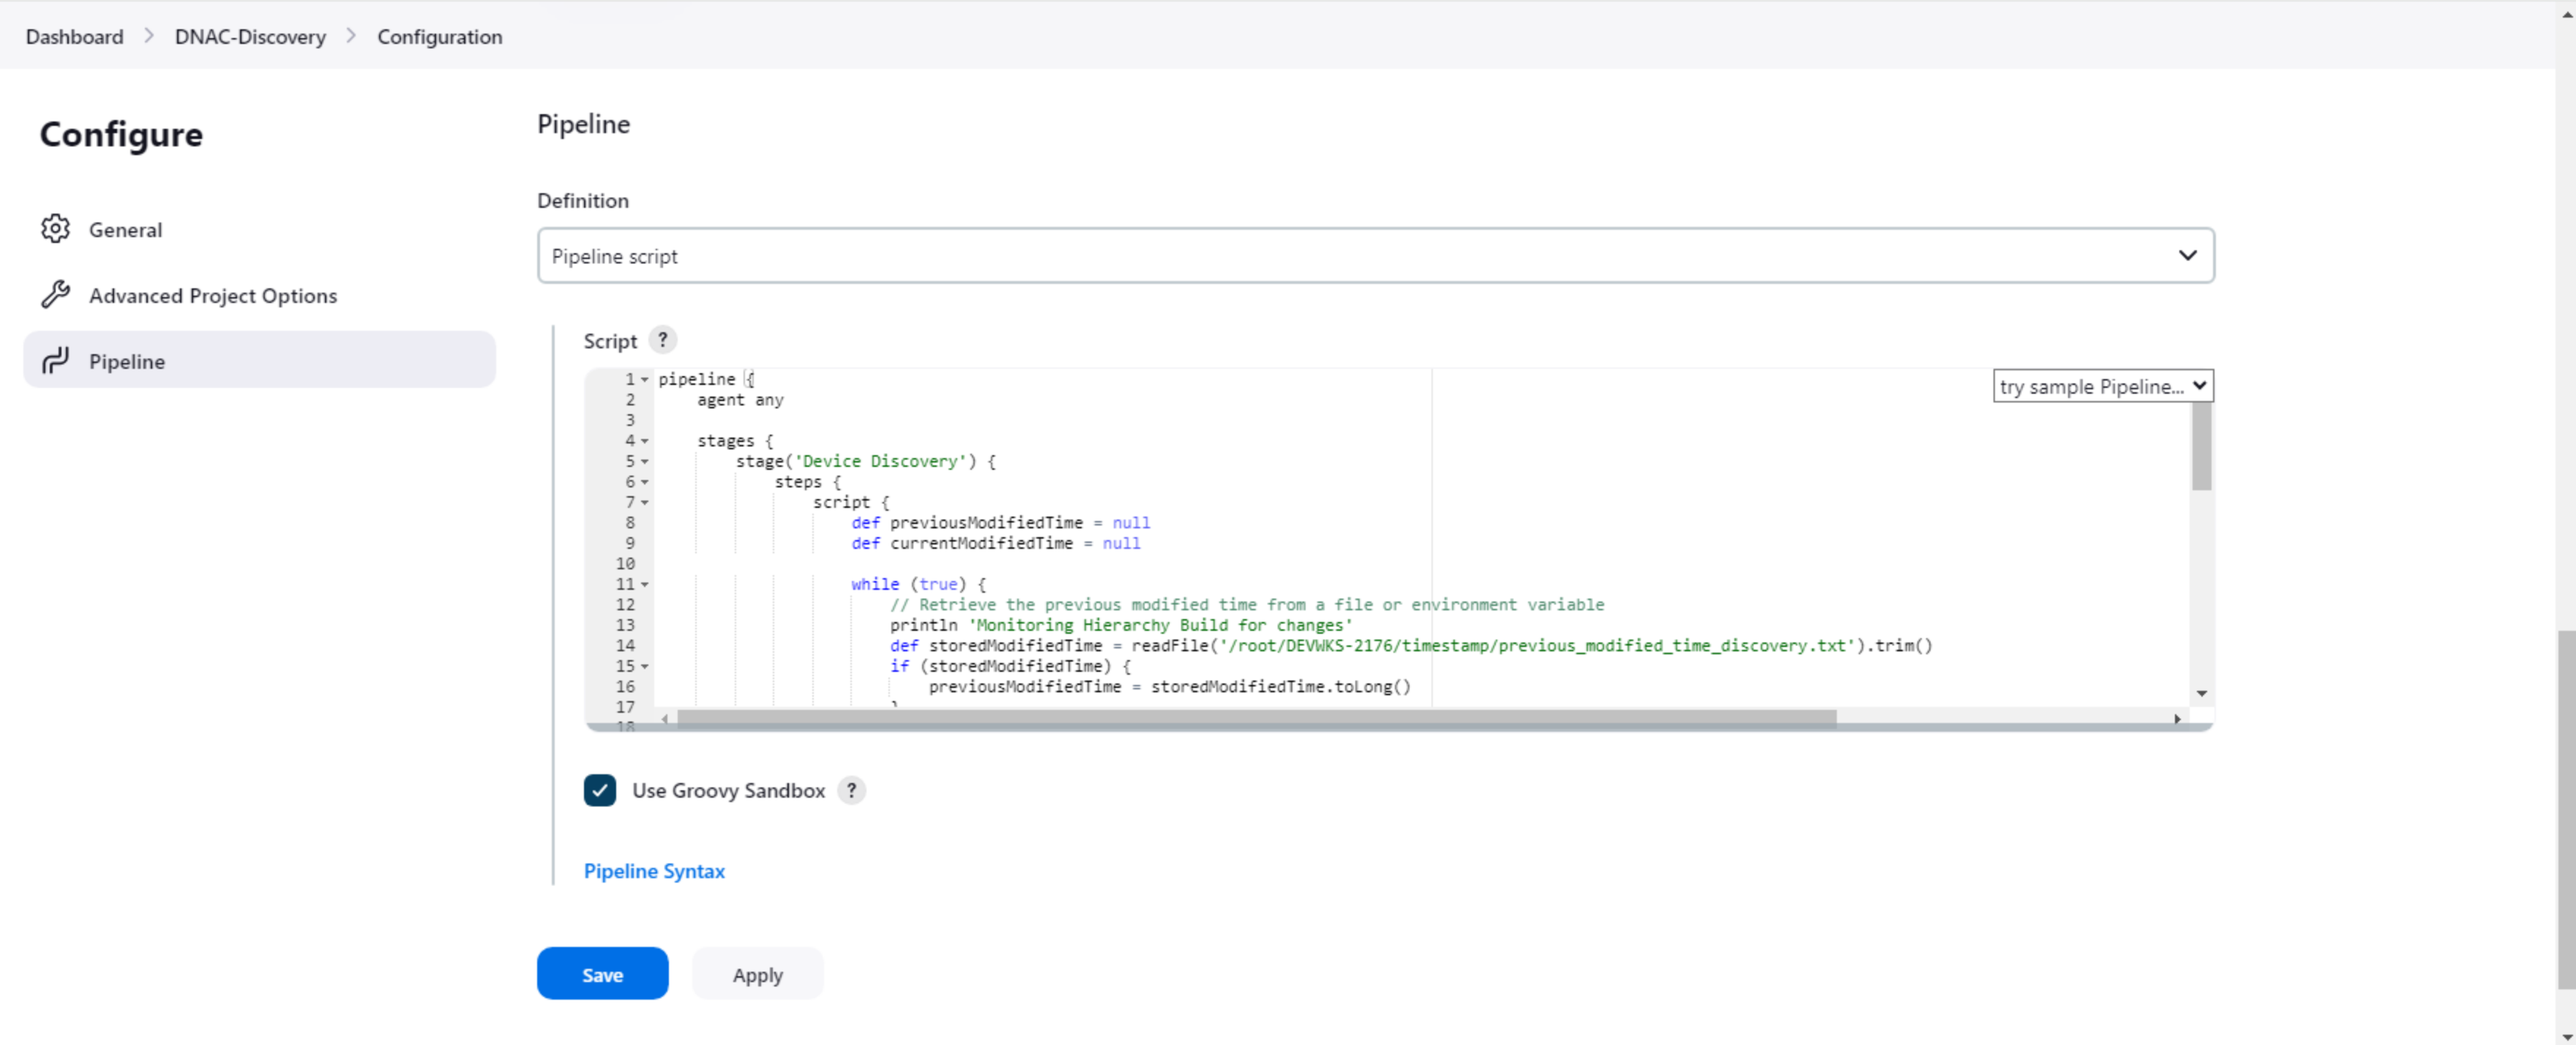 Dashboard > DNAC-Discovery > Configuration
Configure
General
Advanced Project Options
Pipeline
Pipeline
Definition
Pipeline script
Script ?
try sample Pipeline...
1 pipeline {
2     agent any
3
4     stages {
5         stage('Device Discovery') {
6             steps {
7                 script {
8                     def previousModifiedTime = null
9                     def currentModifiedTime = null
10
11                     while (true) {
12                         // Retrieve the previous modified time from a file or environment variable
13                         println 'Monitoring Hierarchy Build for changes'
14                         def storedModifiedTime = readFile('/root/DEVWKS-2176/timestamp/previous_modified_time_discovery.txt').trim()
15                         if (storedModifiedTime) {
16                             previousModifiedTime = storedModifiedTime.toLong()
17                         }
18
Use Groovy Sandbox ?
Pipeline Syntax
Save
Apply